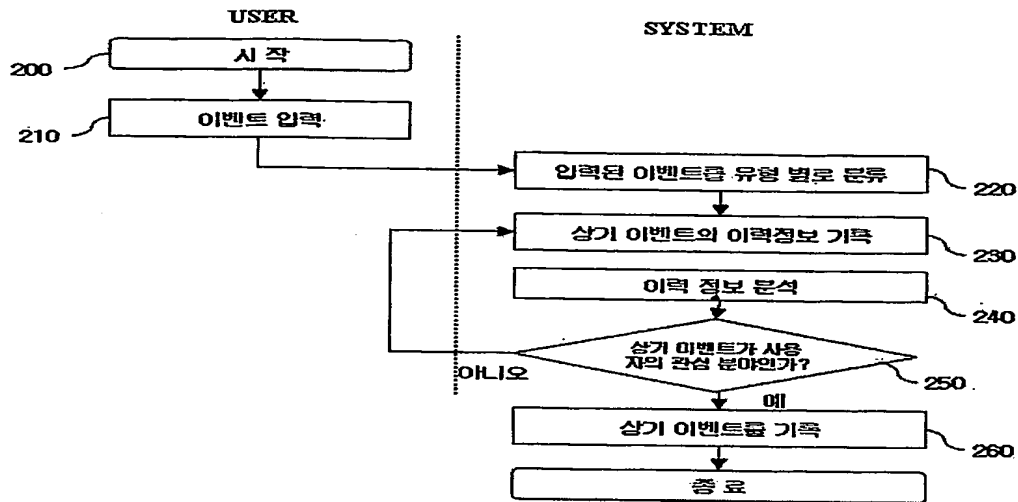 USER
SYSTEM
시 작
200
이벤트 입력
210
입력된 이벤트를 유형 별로 분류
220
상기 이벤트의 이력정보 기록
230
이력 정보 분석
240
상기 이벤트가 사용
자의 관심 분야인가?
250
아니오
예
상기 이벤트를 기록
260
종 료